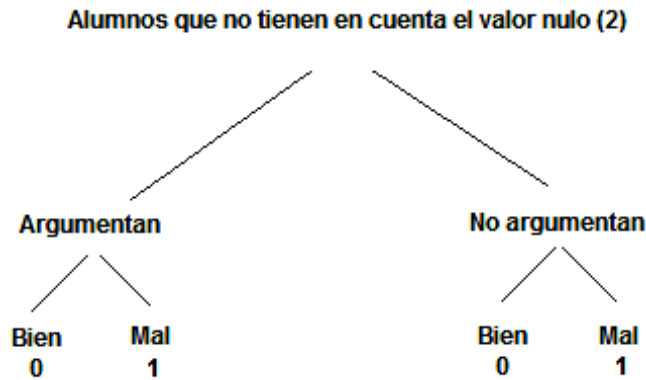 Alumnos que no tienen en cuenta el valor nulo (2)
Argumentan
No argumentan
Bien
Mal
Bien
Mal
0
1
0
1